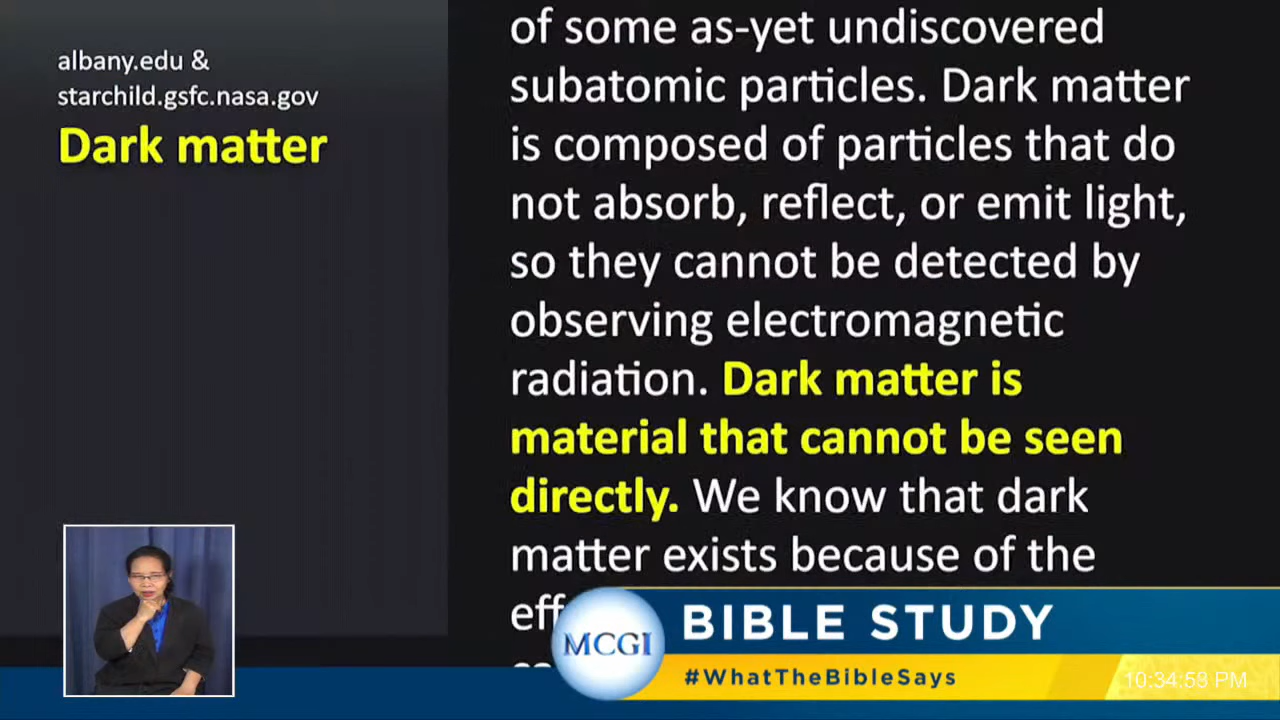 albany.edu &
starchild.gsfc.nasa.gov
Dark matter
of some as-yet undiscovered
subatomic particles. Dark matter
is composed of particles that do
not absorb, reflect, or emit light,
so they cannot be detected by
observing electromagnetic
radiation. Dark matter is
material that cannot be seen
directly. We know that dark
matter exists because of the
MCGI
BIBLE STUDY
#WhatTheBibleSays
10:34:53 PM